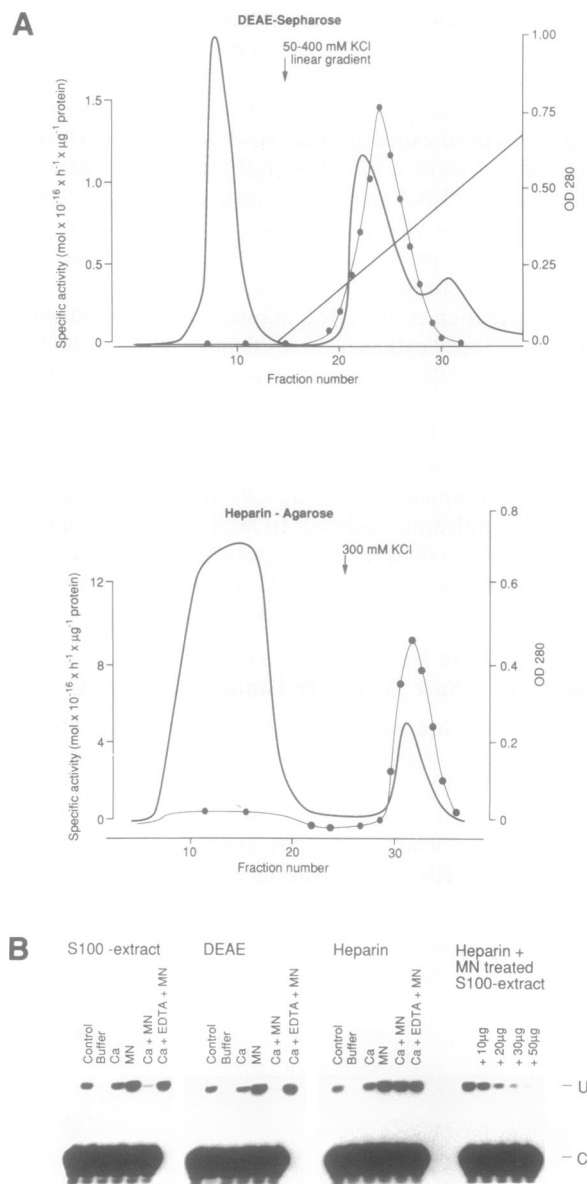 A
DEAE-Sepharose
50-400 mM KCl
linear gradient
Specific activity (mol x 10-16 x h-1 x µg-1 protein)
1.5
1.0
0.5
0
1.00
0.75
0.50
0.25
0.0
OD 280
10
20
30
Fraction number
Heparin - Agarose
300 mM KCl
Specific activity (mol x 10-16 x h-1 x µg-1 protein)
12
8
4
0
0.8
0.6
0.4
0.2
0
OD 280
10
20
30
Fraction number
B
S100 -extract
DEAE
Heparin
Heparin +
MN treated
S100-extract
Control
Buffer
Ca
MN
Ca + MN
Ca + EDTA + MN
Control
Buffer
Ca
MN
Ca + MN
Ca + EDTA + MN
Control
Buffer
Ca
MN
Ca + MN
Ca + EDTA + MN
+ 10µg
+ 20µg
+ 30µg
+ 50µg
– U
– C